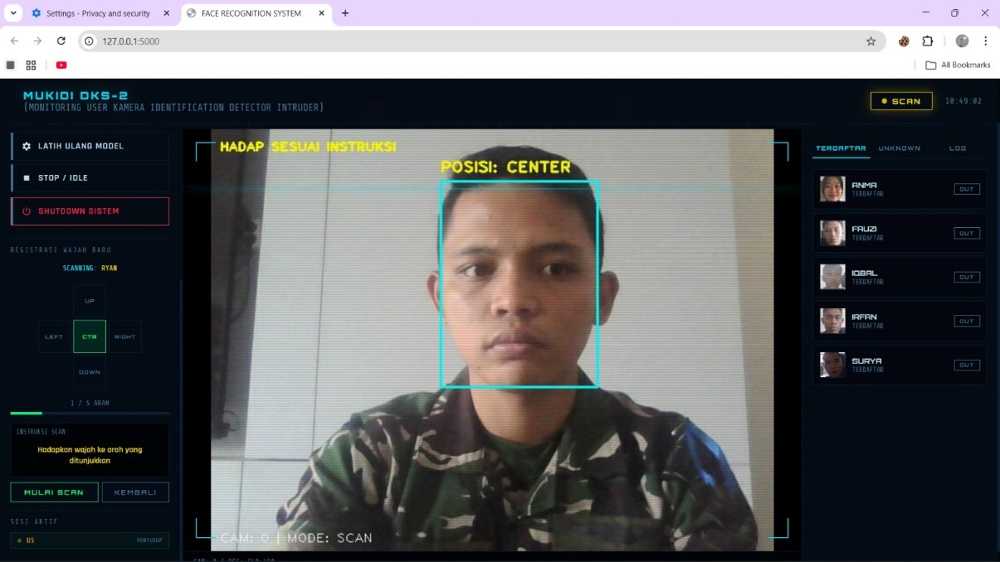 Settings - Privacy and security
FACE RECOGNITION SYSTEM
127.0.0.1:5000
All Bookmarks
MUKIDI DKS-2
(MONITORING USER KAMERA IDENTIFICATION DETECTOR INTRUDER)
SCAN
10:49:02
LATIH ULANG MODEL
STOP / IDLE
SHUTDOWN SISTEM
REGISTRASI WAJAH BARU
SCANNING: RYAN
UP
LEFT
CTR
RIGHT
DOWN
1 / 5 ARAH
INSTRUKSI SCAN:
Hadapkan wajah ke arah yang
ditunjukkan
MULAI SCAN
KEMBALI
SESI AKTIF
US
PENYUSUP
HADAP SESUAI INSTRUKSI
POSISI: CENTER
CAM: 0 | MODE: SCAN
TERDAFTAR
UNKNOWN
LOG
ANMA
TERDAFTAR
OUT
FAUZI
TERDAFTAR
OUT
IQBAL
TERDAFTAR
OUT
IRFAN
TERDAFTAR
OUT
SURYA
TERDAFTAR
OUT